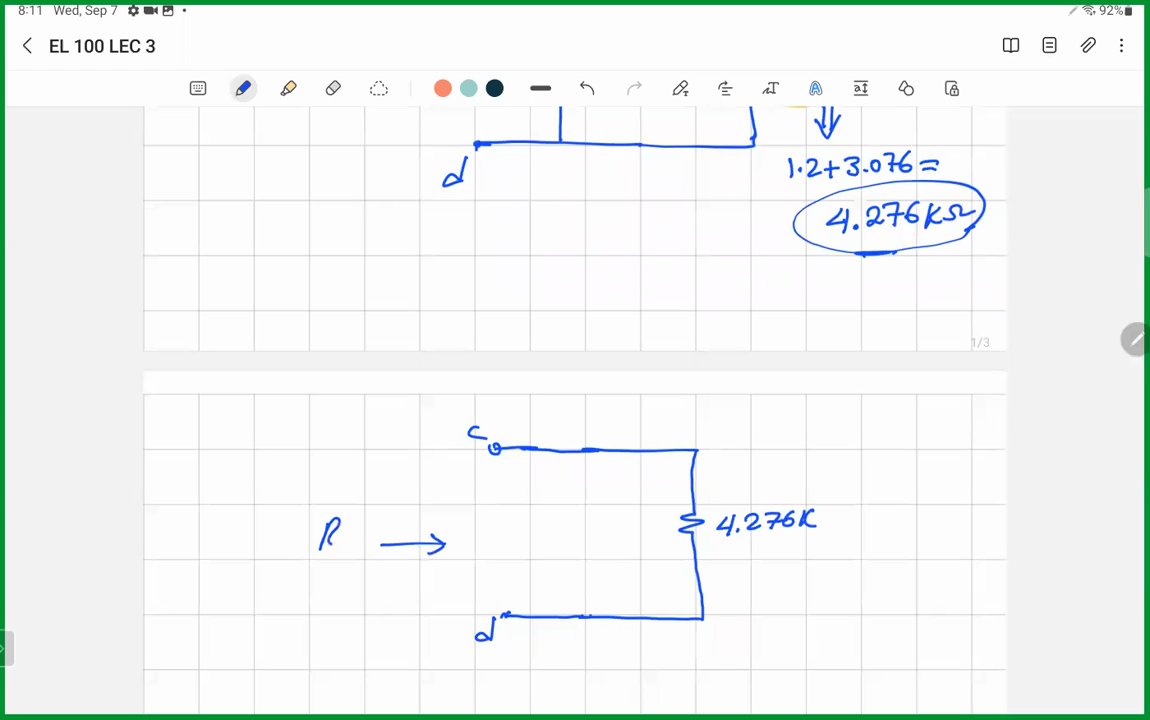 8:11 Wed, Sep 7
92%
EL 100 LEC 3
d
1.2+3.076=
4.276KΩ
1/3
c
R
4.276K
d